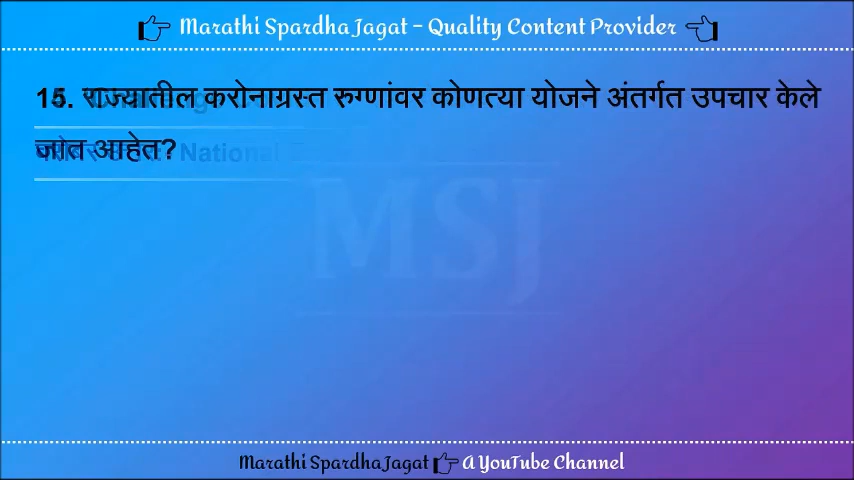 Marathi Spardha Jagat - Quality Content Provider
15. राज्यातील करोनाग्रस्त रुग्णांवर कोणत्या योजने अंतर्गत उपचार केले
जात आहेत?
National
MSJ
Marathi Spardha Jagat A YouTube Channel